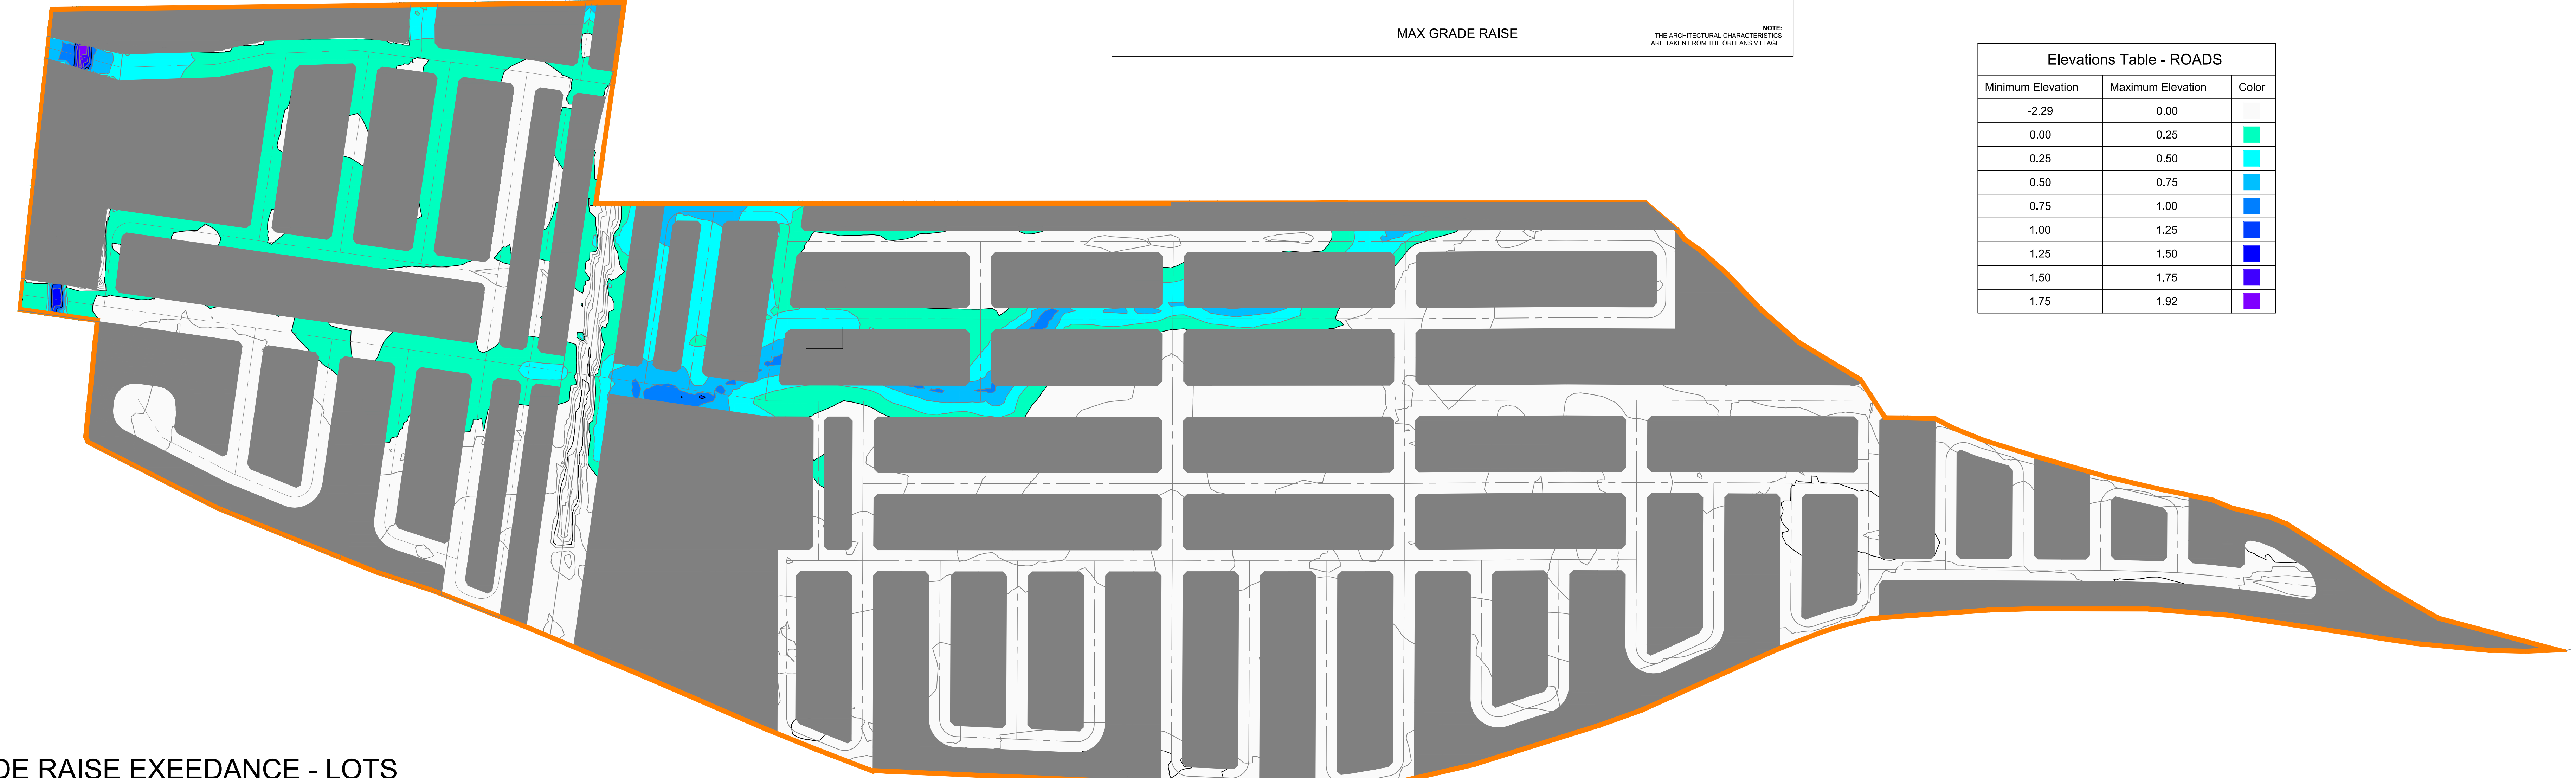 MAX GRADE RAISE
NOTE:
THE ARCHITECTURAL CHARACTERISTICS
ARE TAKEN FROM THE ORLEANS VILLAGE.
Elevations Table - ROADS
Minimum Elevation Maximum Elevation Color
-2.29 0.00
0.00 0.25
0.25 0.50
0.50 0.75
0.75 1.00
1.00 1.25
1.25 1.50
1.50 1.75
1.75 1.92
DE RAISE EXEEDANCE - LOTS